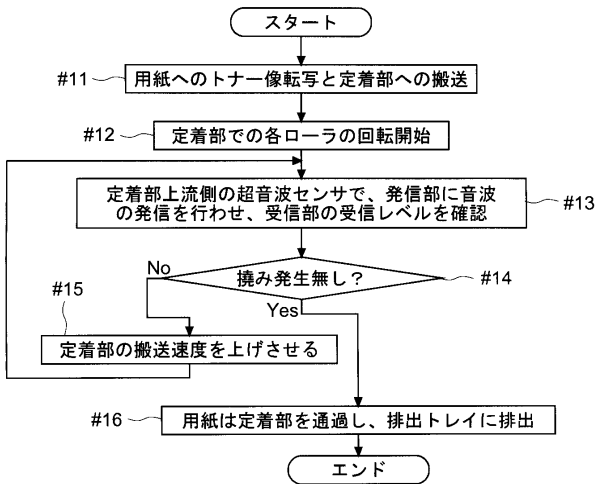 スタート
#11
用紙へのトナー像転写と定着部への搬送
#12
定着部での各ローラの回転開始
定着部上流側の超音波センサで、発信部に音波
の発信を行わせ、受信部の受信レベルを確認
#13
撓み発生無し？
#14
No
Yes
#15
定着部の搬送速度を上げさせる
#16
用紙は定着部を通過し、排出トレイに排出
エンド